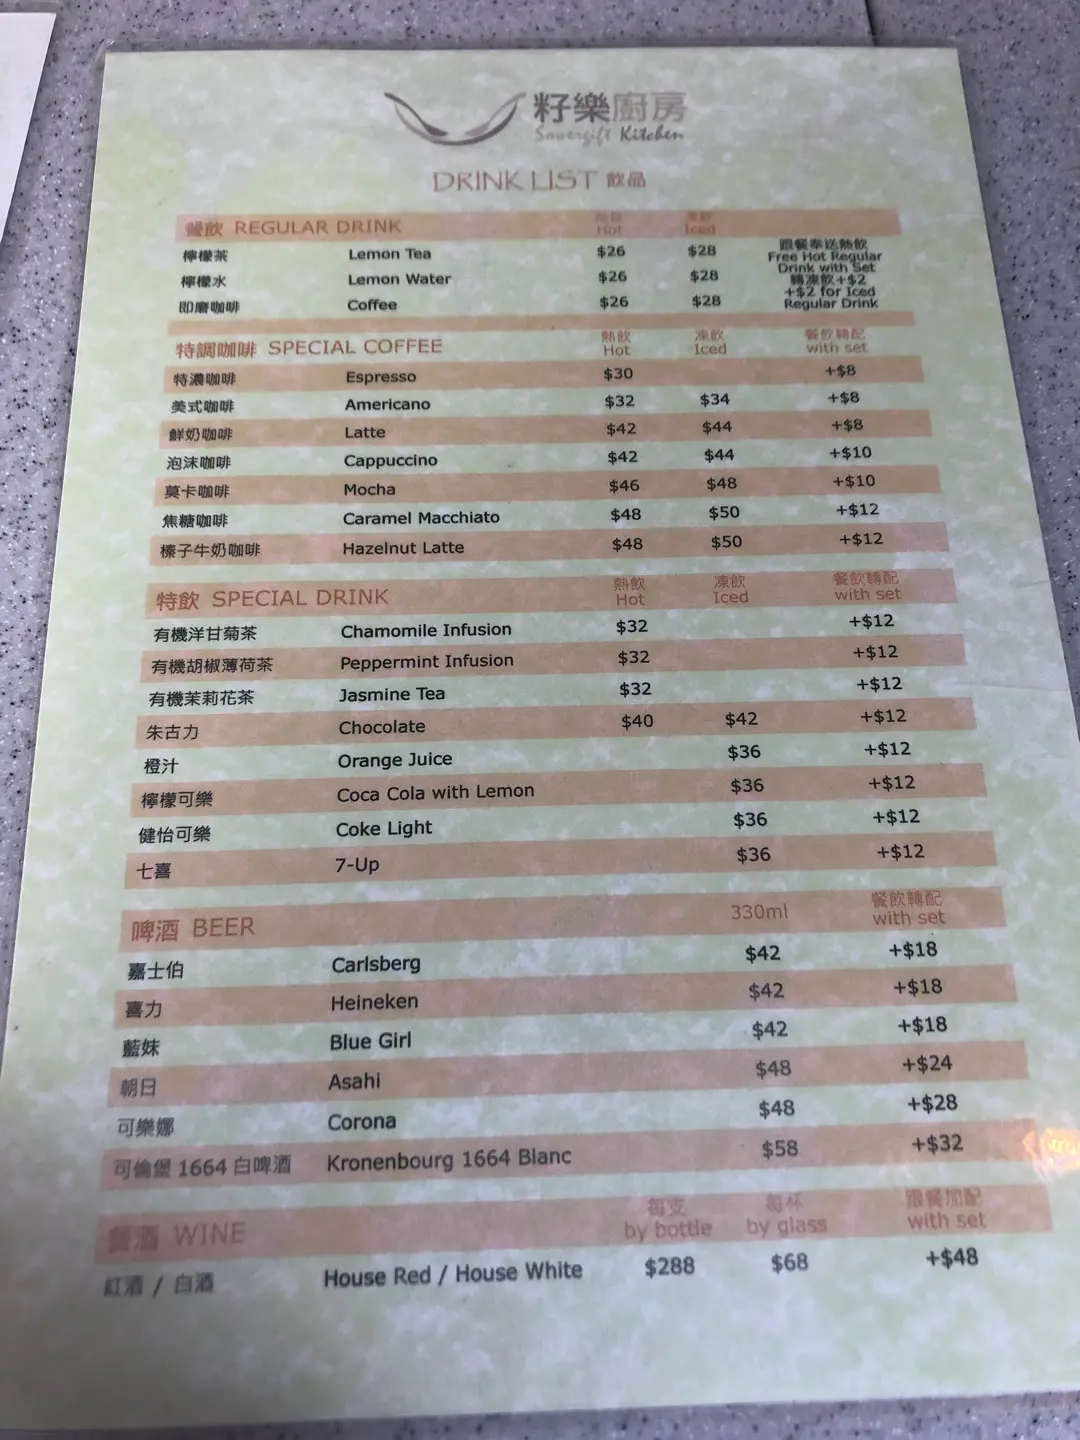 籽樂廚房
Sowergift Kitchen
DRINK LIST 飲品
餐飲 REGULAR DRINK 熱飲 Hot 凍飲 Iced
檸檬茶 Lemon Tea $26 $28
檸檬水 Lemon Water $26 $28
即磨咖啡 Coffee $26 $28
跟餐奉送熱飲
Free Hot Regular
Drink with Set
轉凍飲+$2
+$2 for Iced
Regular Drink
特調咖啡 SPECIAL COFFEE 熱飲 Hot 凍飲 Iced 餐飲轉配 with set
特濃咖啡 Espresso $30 +$8
美式咖啡 Americano $32 $34 +$8
鮮奶咖啡 Latte $42 $44 +$8
泡沫咖啡 Cappuccino $42 $44 +$10
莫卡咖啡 Mocha $46 $48 +$10
焦糖咖啡 Caramel Macchiato $48 $50 +$12
榛子牛奶咖啡 Hazelnut Latte $48 $50 +$12
特飲 SPECIAL DRINK 熱飲 Hot 凍飲 Iced 餐飲轉配 with set
有機洋甘菊茶 Chamomile Infusion $32 +$12
有機胡椒薄荷茶 Peppermint Infusion $32 +$12
有機茉莉花茶 Jasmine Tea $32 +$12
朱古力 Chocolate $40 $42 +$12
橙汁 Orange Juice $36 +$12
檸檬可樂 Coca Cola with Lemon $36 +$12
健怡可樂 Coke Light $36 +$12
七喜 7-Up $36 +$12
啤酒 BEER 330ml 餐飲轉配 with set
嘉士伯 Carlsberg $42 +$18
喜力 Heineken $42 +$18
藍妹 Blue Girl $42 +$18
朝日 Asahi $48 +$24
可樂娜 Corona $48 +$28
可倫堡 1664 白啤酒 Kronenbourg 1664 Blanc $58 +$32
餐酒 WINE 每支 by bottle 每杯 by glass 跟餐加配 with set
紅酒 / 白酒 House Red / House White $288 $68 +$48